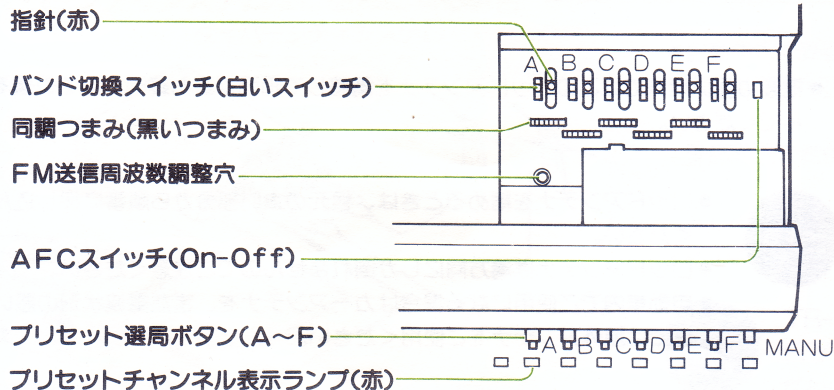 指針(赤)
A B C D E F
バンド切換スイッチ(白いスイッチ)
同調つまみ(黒いつまみ)
FM送信周波数調整穴
AFCスイッチ(On-Off)
プリセット選局ボタン(A～F)
A B C D E F MANU
プリセットチャンネル表示ランプ(赤)